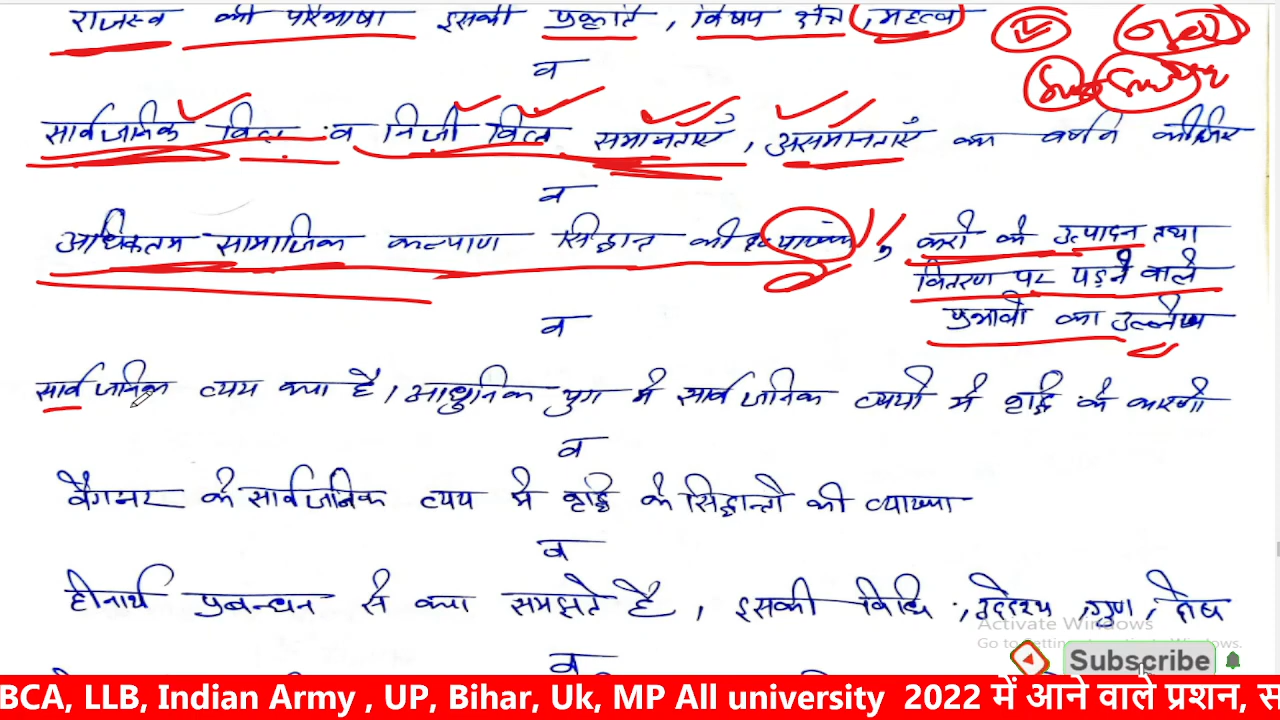 राजस्व की परिभाषा इसकी प्रकृति, विषय क्षेत्र, महत्व
व
सार्वजनिक वित्त व निजी वित्त समानताएँ, असमानताएँ का वर्णन कीजिए
व
अधिकतम सामाजिक कल्याण सिद्धान्त की व्याख्या, करो के उत्पादन तथा
वितरण पर पड़ने वाले
प्रभावो का उल्लेख
व
सार्वजनिक व्यय क्या है, आधुनिक युग में सार्वजनिक व्ययो में वृद्धि के कारणो
व
वैगनर के सार्वजनिक व्यय में वृद्धि के सिद्धान्तो की व्याख्या
व
हीनार्थ प्रबन्धन से क्या समझते है, इसकी विधि, उद्देश्य, गुण, दोष
Activate Windows
व
Subscribe
BCA, LLB, Indian Army , UP, Bihar, Uk, MP All university 2022 में आने वाले प्रशन, स